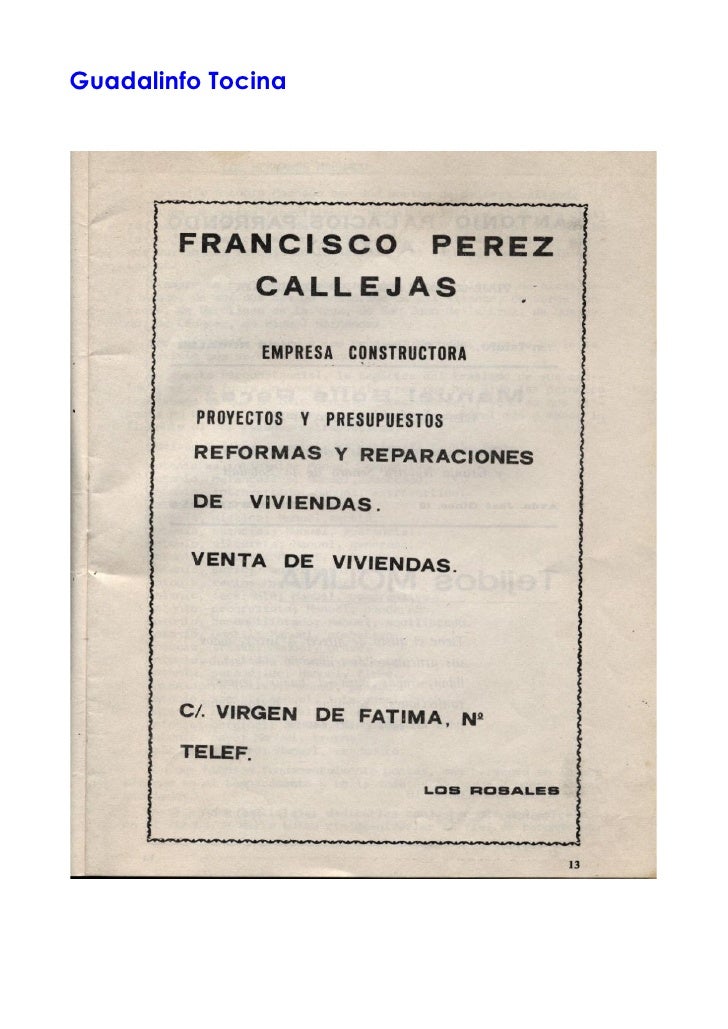 Guadalinfo Tocina
FRANCISCO PEREZ
CALLEJAS
EMPRESA CONSTRUCTORA
PROYECTOS Y PRESUPUESTOS
REFORMAS Y REPARACIONES
DE VIVIENDAS.
VENTA DE VIVIENDAS.
C/. VIRGEN DE FATIMA, Nº
TELEF.
LOS ROSALES
13